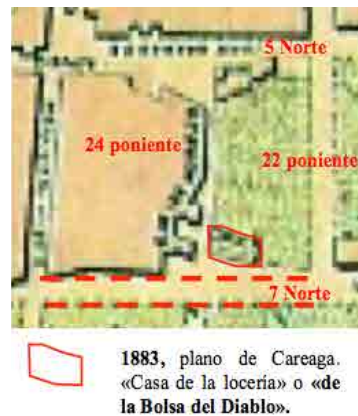 5 Norte
24 poniente
22 poniente
7 Norte
1883, plano de Careaga.
«Casa de la locería» o «de
la Bolsa del Diablo».